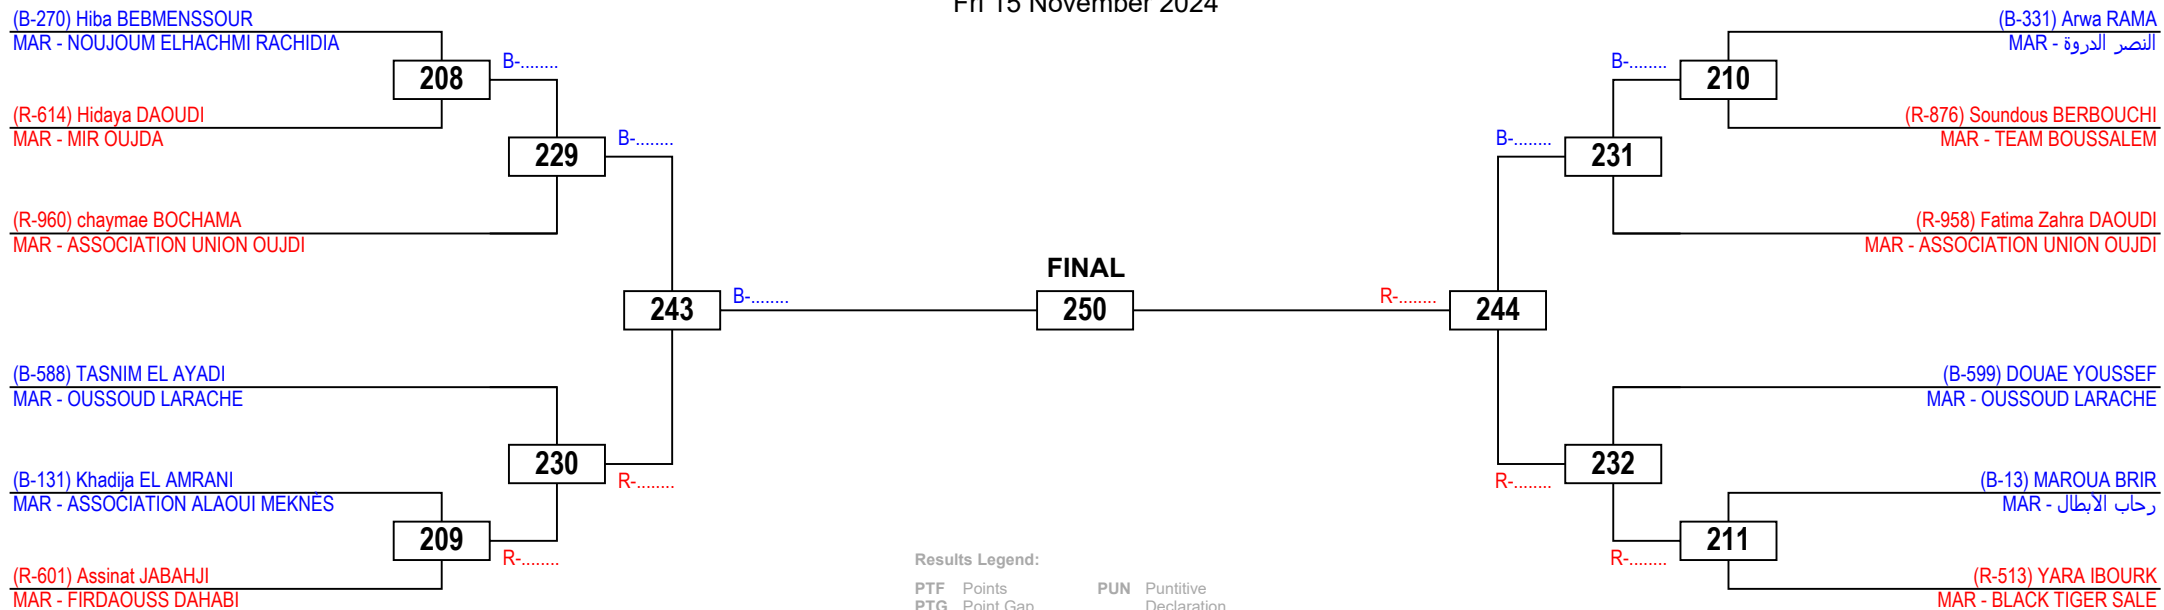 Fri 15 November 2024
(B-270) Hiba BEBMENSSOUR
MAR - NOUJOUM ELHACHMI RACHIDIA
208
B-........
(R-614) Hidaya DAOUDI
MAR - MIR OUJDA
229
B-........
(R-960) chaymae BOCHAMA
MAR - ASSOCIATION UNION OUJDI
243
B-........
(B-588) TASNIM EL AYADI
MAR - OUSSOUD LARACHE
230
R-........
(B-131) Khadija EL AMRANI
MAR - ASSOCIATION ALAOUI MEKNÈS
209
R-........
(R-601) Assinat JABAHJI
MAR - FIRDAOUSS DAHABI
FINAL
250
(B-331) Arwa RAMA
MAR - النصر الدروة
B-........
210
(R-876) Soundous BERBOUCHI
MAR - TEAM BOUSSALEM
B-........
231
(R-958) Fatima Zahra DAOUDI
MAR - ASSOCIATION UNION OUJDI
R-........
244
(B-599) DOUAE YOUSSEF
MAR - OUSSOUD LARACHE
232
R-........
(B-13) MAROUA BRIR
MAR - رحاب الأبطال
211
R-........
(R-513) YARA IBOURK
MAR - BLACK TIGER SALE
Results Legend:
PTF Points PUN Puntitive
PTG Point Gap Declaration